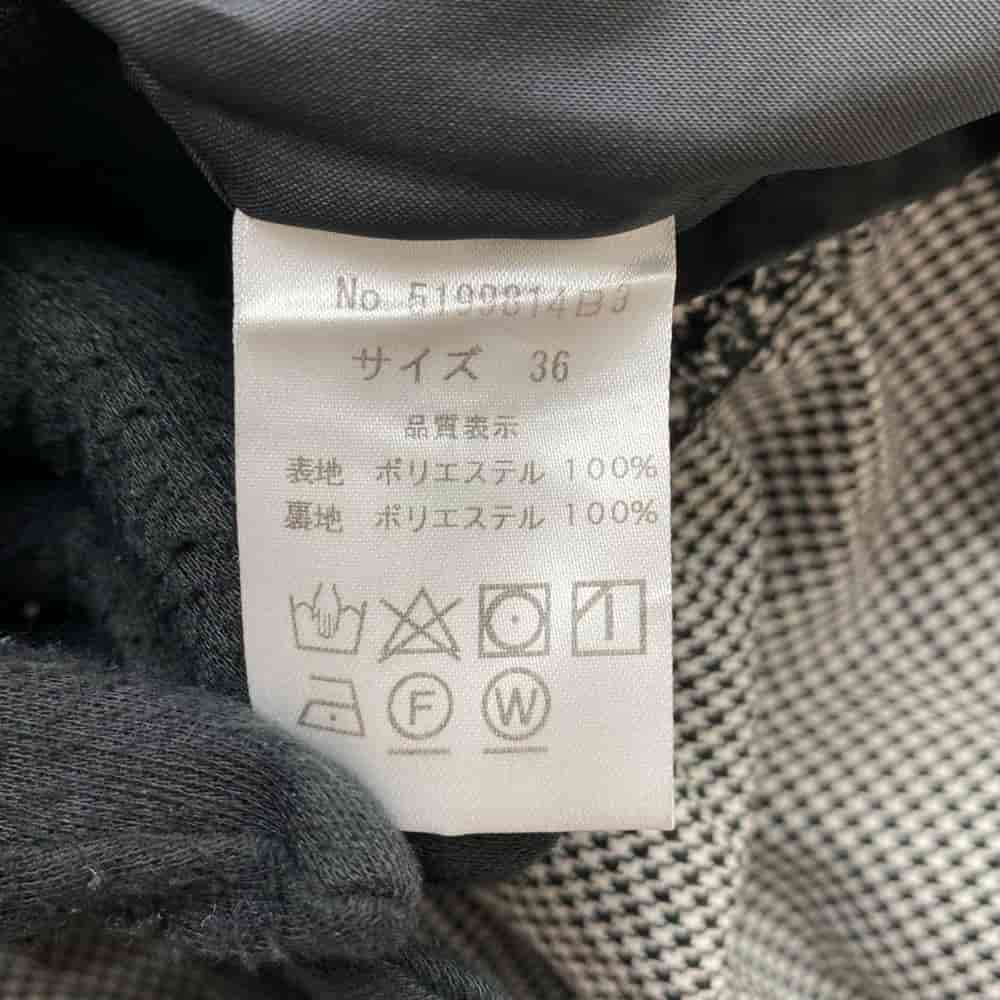 No 5199814B3
サイズ 36
品質表示
表地 ポリエステル 100%
裏地 ポリエステル 100%
F W